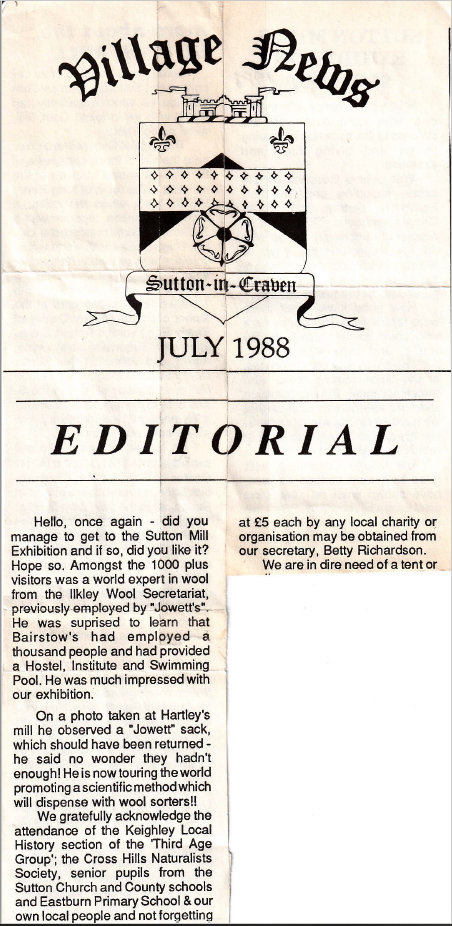 Village News
Sutton-in-Craven
JULY 1988
EDITORIAL
Hello, once again - did you
manage to get to the Sutton Mill
Exhibition and if so, did you like it?
Hope so. Amongst the 1000 plus
visitors was a world expert in wool
from the Ilkley Wool Secretariat,
previously employed by "Jowett's".
He was suprised to learn that
Bairstow's had employed a
thousand people and had provided
a Hostel, Institute and Swimming
Pool. He was much impressed with
our exhibition.
On a photo taken at Hartley's
mill he observed a "Jowett" sack,
which should have been returned -
he said no wonder they hadn't
enough! He is now touring the world
promoting a scientific method which
will dispense with wool sorters!!
We gratefully acknowledge the
attendance of the Keighley Local
History section of the 'Third Age
Group'; the Cross Hills Naturalists
Society, senior pupils from the
Sutton Church and County schools
and Eastburn Primary School & our
own local people and not forgetting
at £5 each by any local charity or
organisation may be obtained from
our secretary, Betty Richardson.
We are in dire need of a tent or